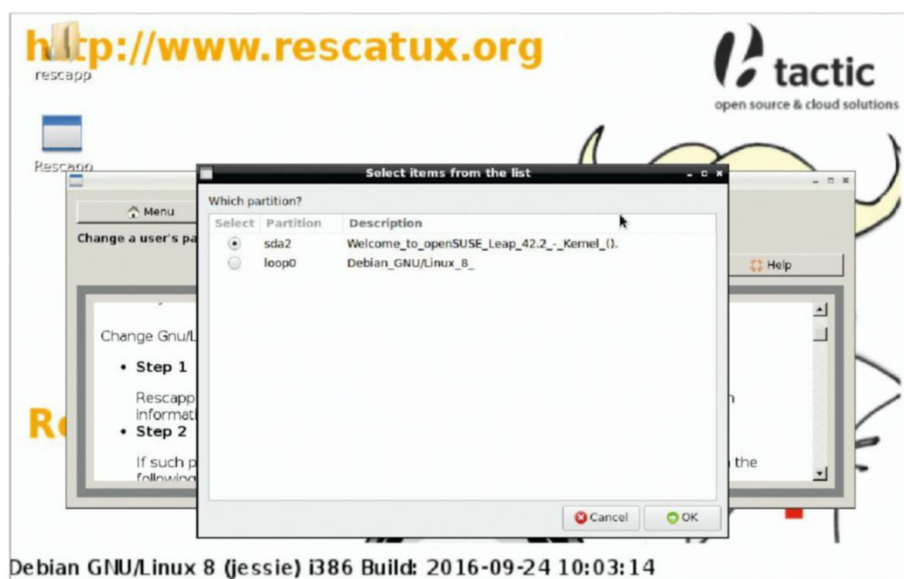 http://www.rescatux.org
rescapp
tactic
open source & cloud solutions
Rescapp
Select items from the list
Menu
Change a user's pa
Help
Which partition?
Select Partition Description
sda2 Welcome_to_openSUSE_Leap_42.2_-_Kernel_().
loop0 Debian_GNU/Linux_8_
Change Gnu/L
• Step 1
Rescapp
informati
• Step 2
If such p
the
following
Cancel
OK
Debian GNU/Linux 8 (jessie) i386 Build: 2016-09-24 10:03:14